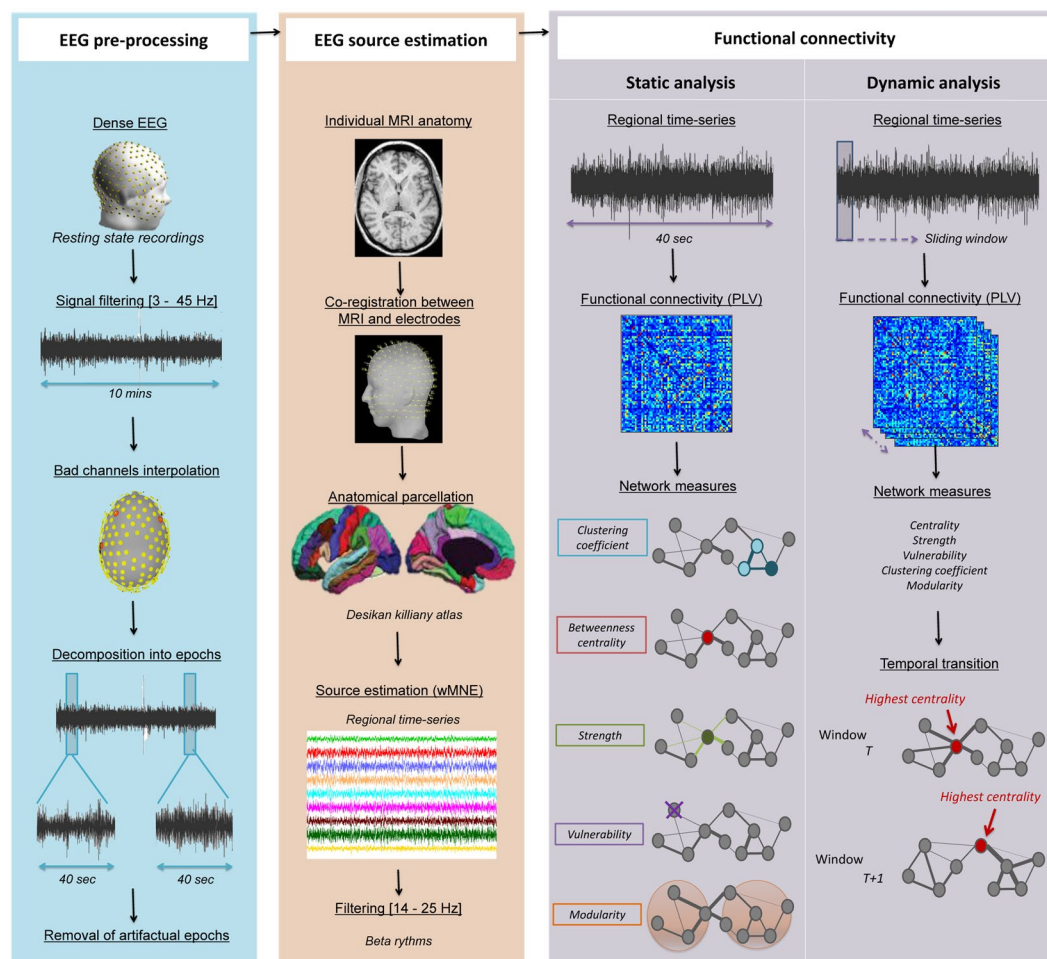 EEG pre-processing
Dense EEG
Resting state recordings
Signal filtering [3 - 45 Hz]
10 mins
Bad channels interpolation
Decomposition into epochs
40 sec
40 sec
Removal of artifactual epochs
EEG source estimation
Individual MRI anatomy
Co-registration between
MRI and electrodes
Anatomical parcellation
Desikan killiany atlas
Source estimation (wMNE)
Regional time-series
Filtering [14 - 25 Hz]
Beta rythms
Functional connectivity
Static analysis
Regional time-series
40 sec
Functional connectivity (PLV)
Network measures
Clustering
coefficient
Betweenness
centrality
Strength
Vulnerability
Modularity
Dynamic analysis
Regional time-series
Sliding window
Functional connectivity (PLV)
Network measures
Centrality
Strength
Vulnerability
Clustering coefficient
Modularity
Temporal transition
Highest centrality
Window
T
Highest centrality
Window
T+1